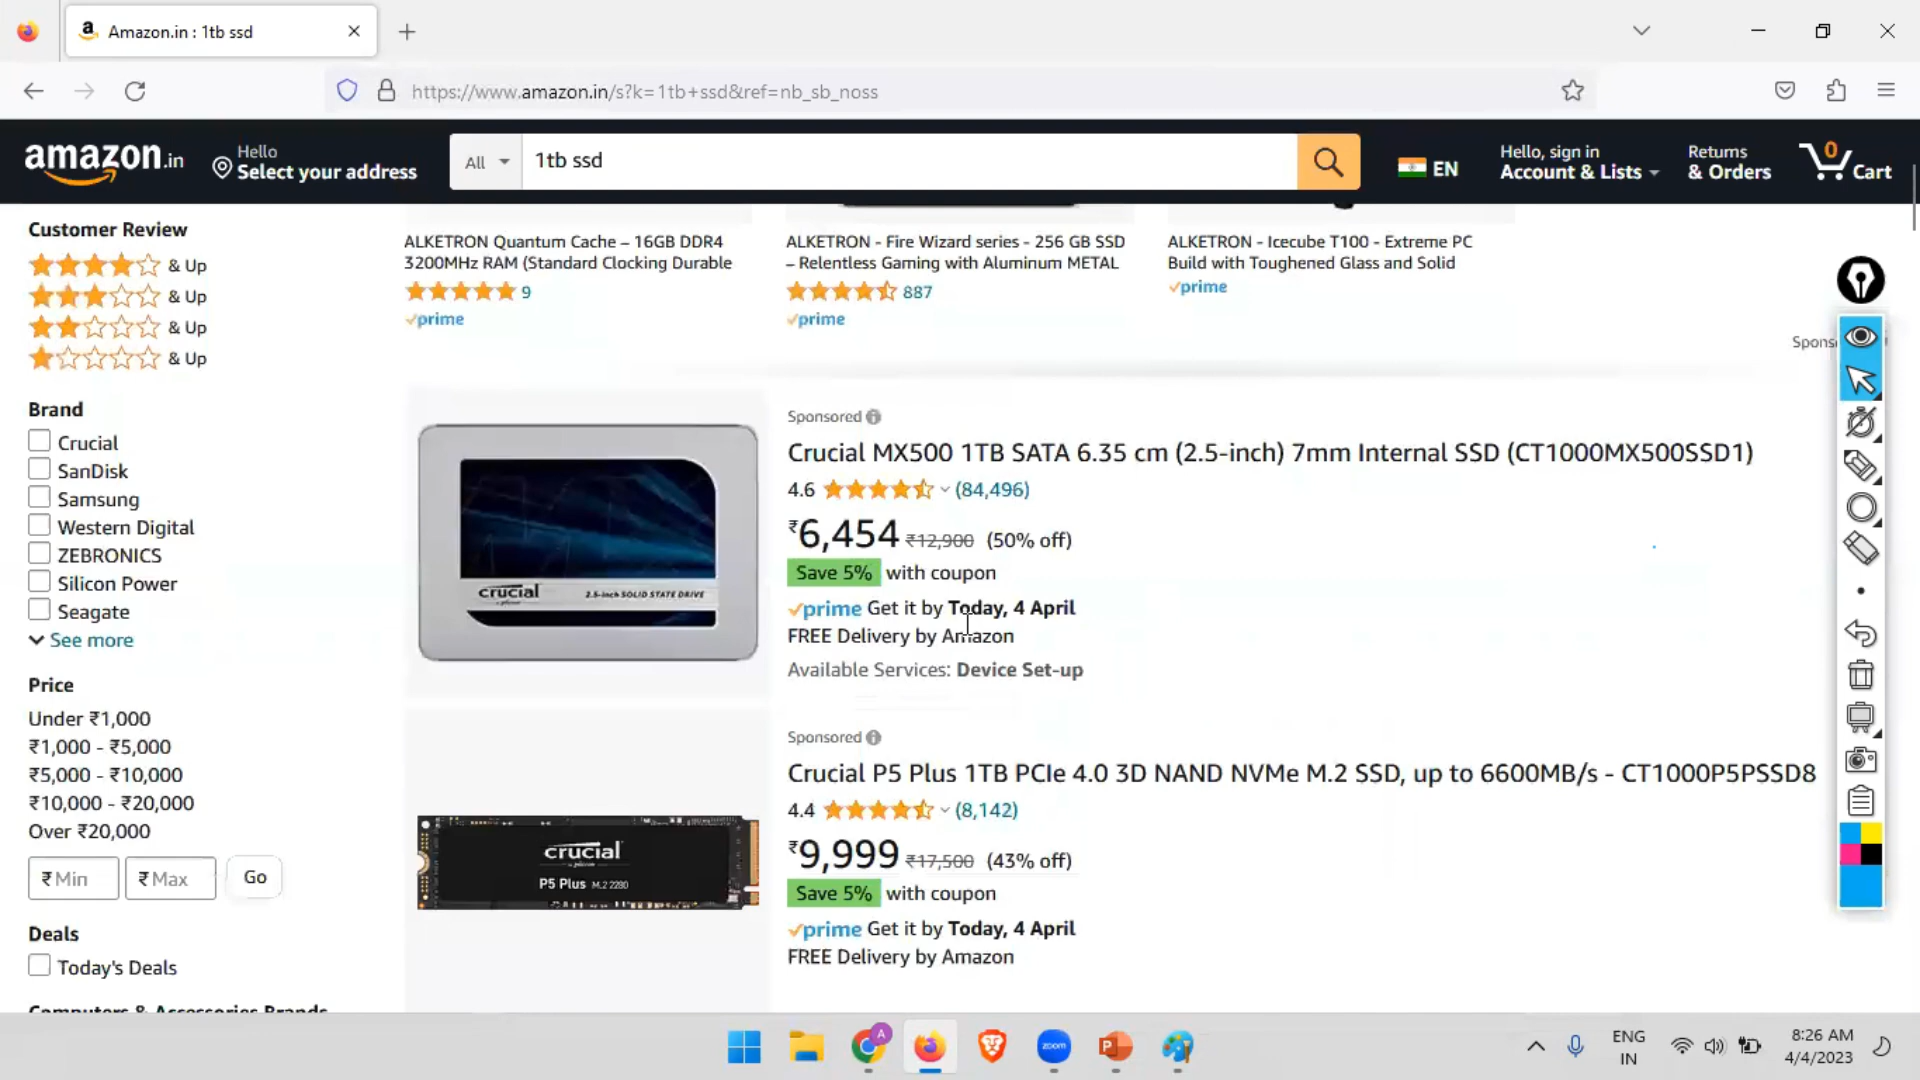 Amazon.in : 1tb ssd
https://www.amazon.in/s?k=1tb+ssd&ref=nb_sb_noss
amazon.in
Hello
Select your address
All
1tb ssd
EN
Hello, sign in
Account & Lists
Returns
& Orders
0
Cart
Customer Review
& Up
& Up
& Up
& Up
Brand
Crucial
SanDisk
Samsung
Western Digital
ZEBRONICS
Silicon Power
Seagate
See more
Price
Under ₹1,000
₹1,000 - ₹5,000
₹5,000 - ₹10,000
₹10,000 - ₹20,000
Over ₹20,000
₹ Min
₹ Max
Go
Deals
Today's Deals
Computers & Accessories Brands
ALKETRON Quantum Cache – 16GB DDR4
3200MHz RAM (Standard Clocking Durable
9
prime
ALKETRON - Fire Wizard series - 256 GB SSD
– Relentless Gaming with Aluminum METAL
887
prime
ALKETRON - Icecube T100 - Extreme PC
Build with Toughened Glass and Solid
prime
crucial
2.5-inch SOLID STATE DRIVE
Sponsored
Crucial MX500 1TB SATA 6.35 cm (2.5-inch) 7mm Internal SSD (CT1000MX500SSD1)
4.6 (84,496)
₹6,454 ₹12,900 (50% off)
Save 5% with coupon
prime Get it by Today, 4 April
FREE Delivery by Amazon
Available Services: Device Set-up
crucial
P5 Plus M.2 2280
Sponsored
Crucial P5 Plus 1TB PCIe 4.0 3D NAND NVMe M.2 SSD, up to 6600MB/s - CT1000P5PSSD8
4.4 (8,142)
₹9,999 ₹17,500 (43% off)
Save 5% with coupon
prime Get it by Today, 4 April
FREE Delivery by Amazon
A
zoom
P
ENG
IN
8:26 AM
4/4/2023